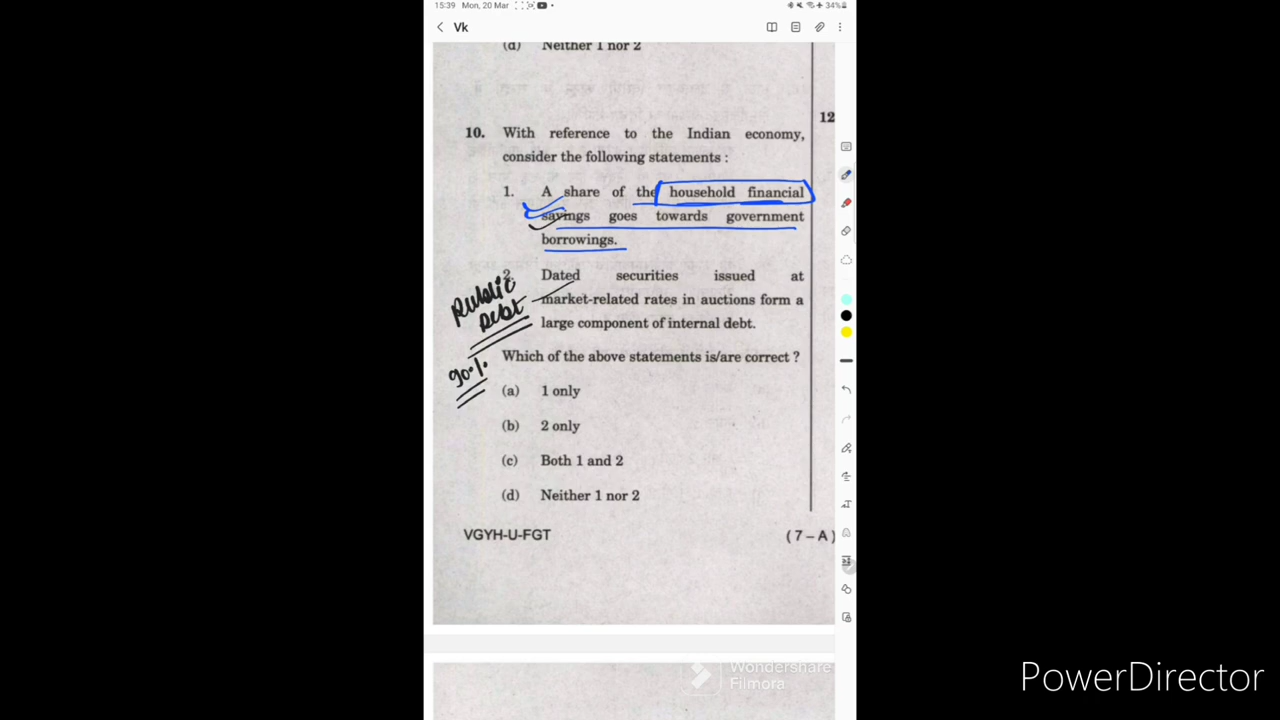 15:39 Mon, 20 Mar
34%
Vk
(d) Neither 1 nor 2
12
10. With reference to the Indian economy,
consider the following statements :
1. A share of the household financial
savings goes towards government
borrowings.
2. Dated securities issued at
market-related rates in auctions form a
large component of internal debt.
Public
Debt
90%
Which of the above statements is/are correct ?
(a) 1 only
(b) 2 only
(c) Both 1 and 2
(d) Neither 1 nor 2
VGYH-U-FGT
( 7 – A )
Wondershare
Filmora
PowerDirector